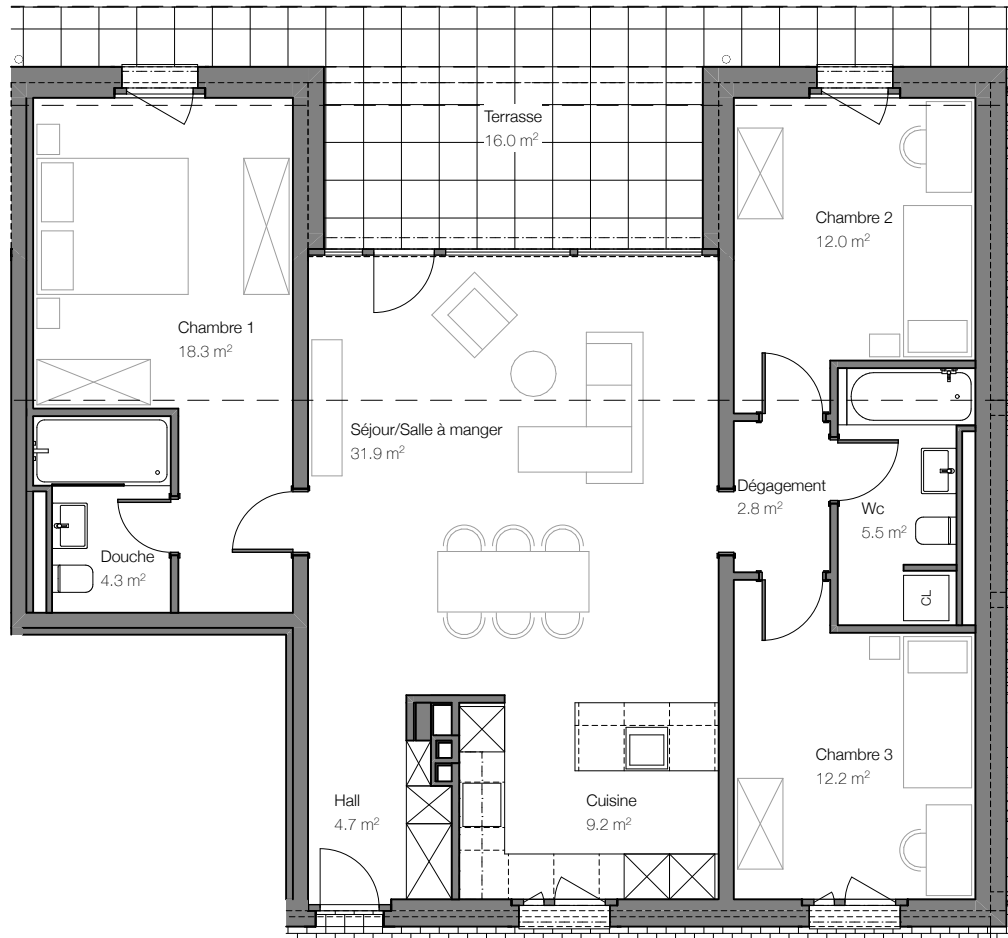 Terrasse
16.0 m²
Chambre 2
12.0 m²
Chambre 1
18.3 m²
Séjour/Salle à manger
31.9 m²
Dégagement
2.8 m²
Wc
5.5 m²
Douche
4.3 m²
CL
Chambre 3
12.2 m²
Hall
4.7 m²
Cuisine
9.2 m²